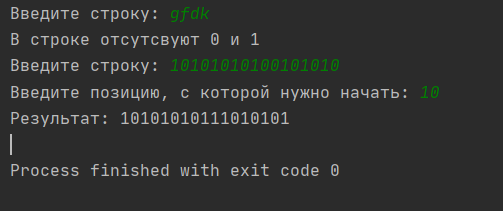 Введите строку: gfdk
В строке отсутсвуют 0 и 1
Введите строку: 10101010100101010
Введите позицию, с которой нужно начать: 10
Результат: 10101010111010101
Process finished with exit code 0